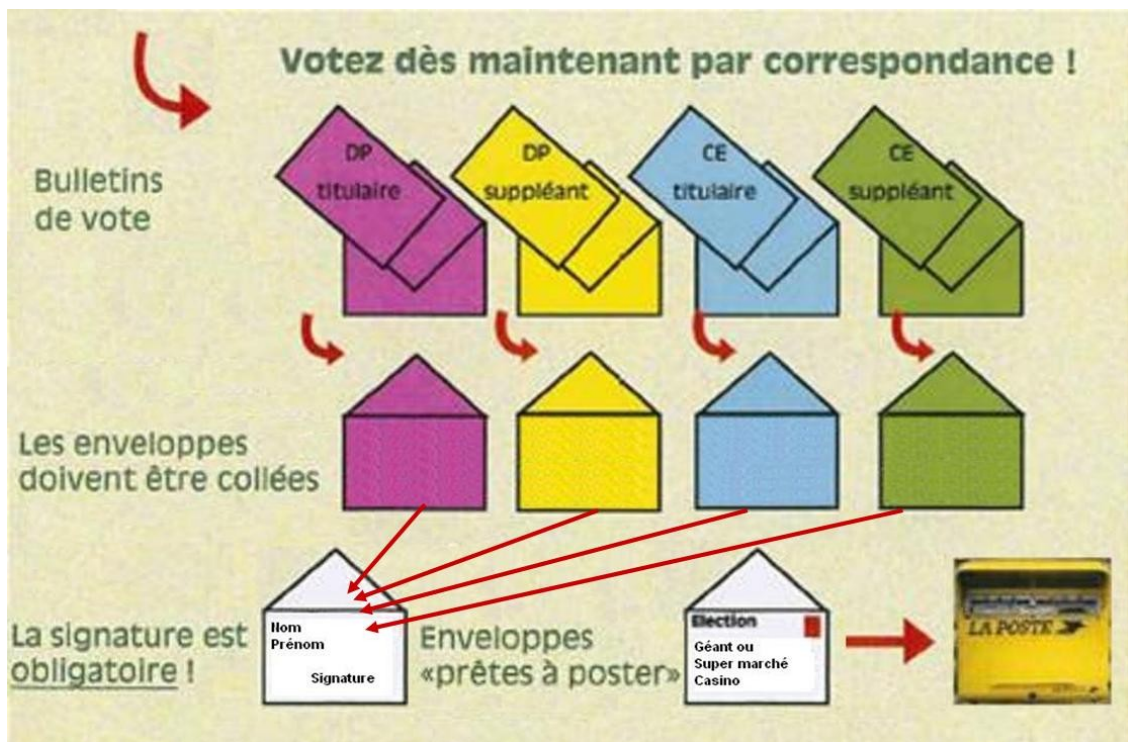 Votez dès maintenant par correspondance !
Bulletins
de vote
DP
titulaire
DP
suppléant
CE
titulaire
CE
suppléant
Les enveloppes
doivent être collées
La signature est
obligatoire !
Nom
Prénom
Signature
Enveloppes
«prêtes à poster»
Election
Géant ou
Super marché
Casino
LA POSTE